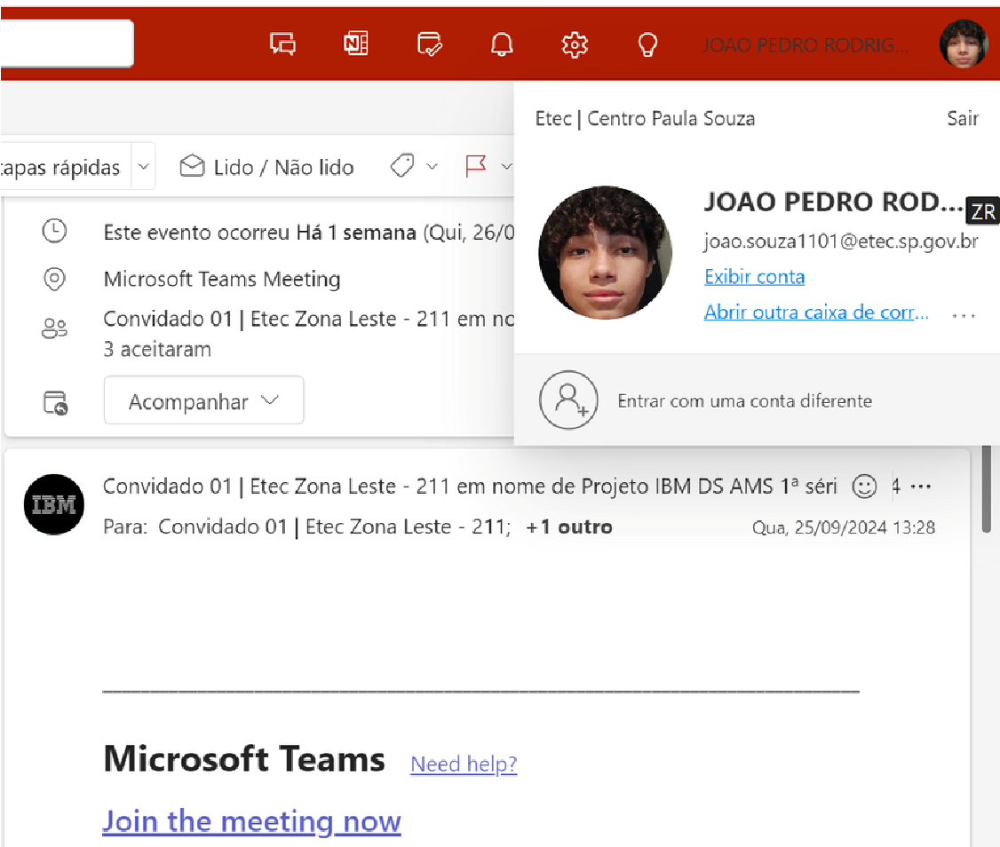 JOAO PEDRO RODRIG...
Etec | Centro Paula Souza
Sair
JOAO PEDRO ROD...
ZR
joao.souza1101@etec.sp.gov.br
Exibir conta
Abrir outra caixa de corr...
Entrar com uma conta diferente
tapas rápidas
Lido / Não lido
Este evento ocorreu Há 1 semana (Qui, 26/0
Microsoft Teams Meeting
Convidado 01 | Etec Zona Leste - 211 em no
3 aceitaram
Acompanhar
IBM
Convidado 01 | Etec Zona Leste - 211 em nome de Projeto IBM DS AMS 1ª séri
Para: Convidado 01 | Etec Zona Leste - 211; +1 outro
Qua, 25/09/2024 13:28
Microsoft Teams Need help?
Join the meeting now